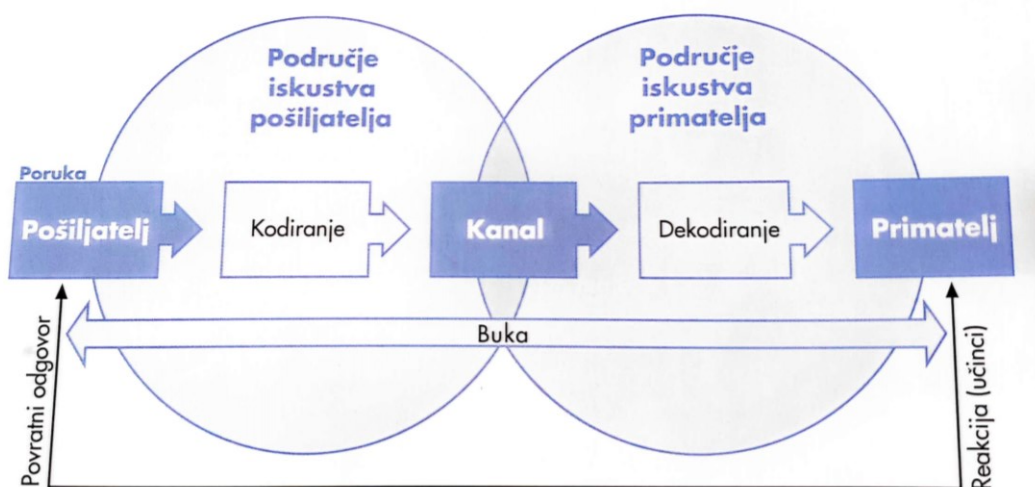 Područje
iskustva
pošiljatelja
Područje
iskustva
primatelja
Poruka
Pošiljatelj
Kodiranje
Kanal
Dekodiranje
Primatelj
Buka
Povratni odgovor
Reakcija (učinci)